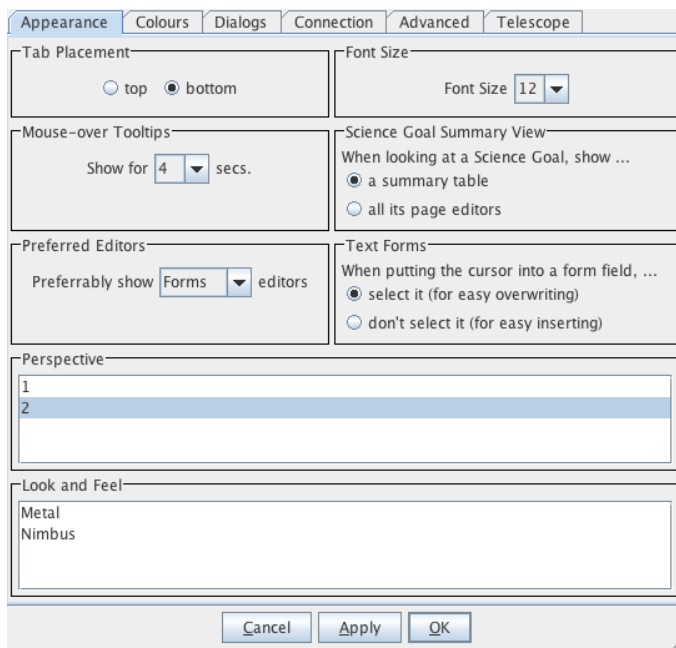 Appearance Colours Dialogs Connection Advanced Telescope
Tab Placement
top bottom
Font Size
Font Size 12
Mouse-over Tooltips
Show for 4 secs.
Science Goal Summary View
When looking at a Science Goal, show ...
a summary table
all its page editors
Preferred Editors
Preferrably show Forms editors
Text Forms
When putting the cursor into a form field, ...
select it (for easy overwriting)
don't select it (for easy inserting)
Perspective
1
2
Look and Feel
Metal
Nimbus
Cancel Apply OK